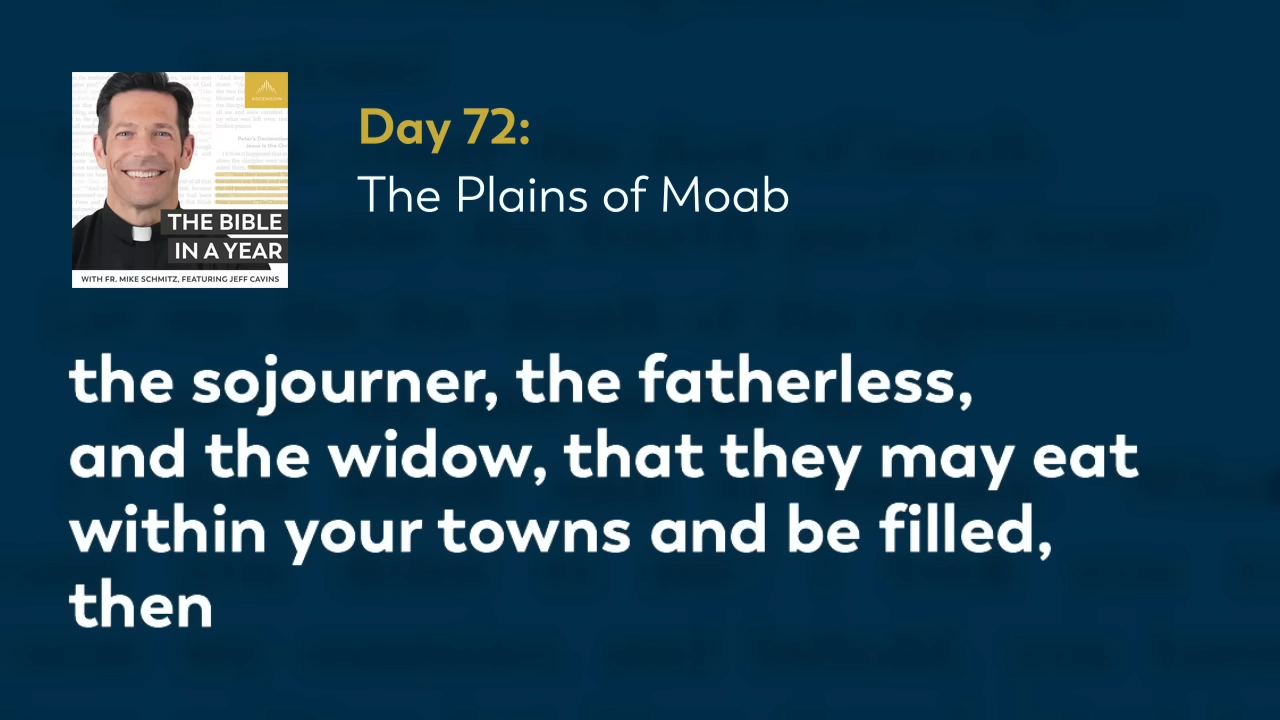 ASCENSION
THE BIBLE
IN A YEAR
WITH FR. MIKE SCHMITZ, FEATURING JEFF CAVINS
Day 72:
The Plains of Moab
the sojourner, the fatherless,
and the widow, that they may eat
within your towns and be filled,
then